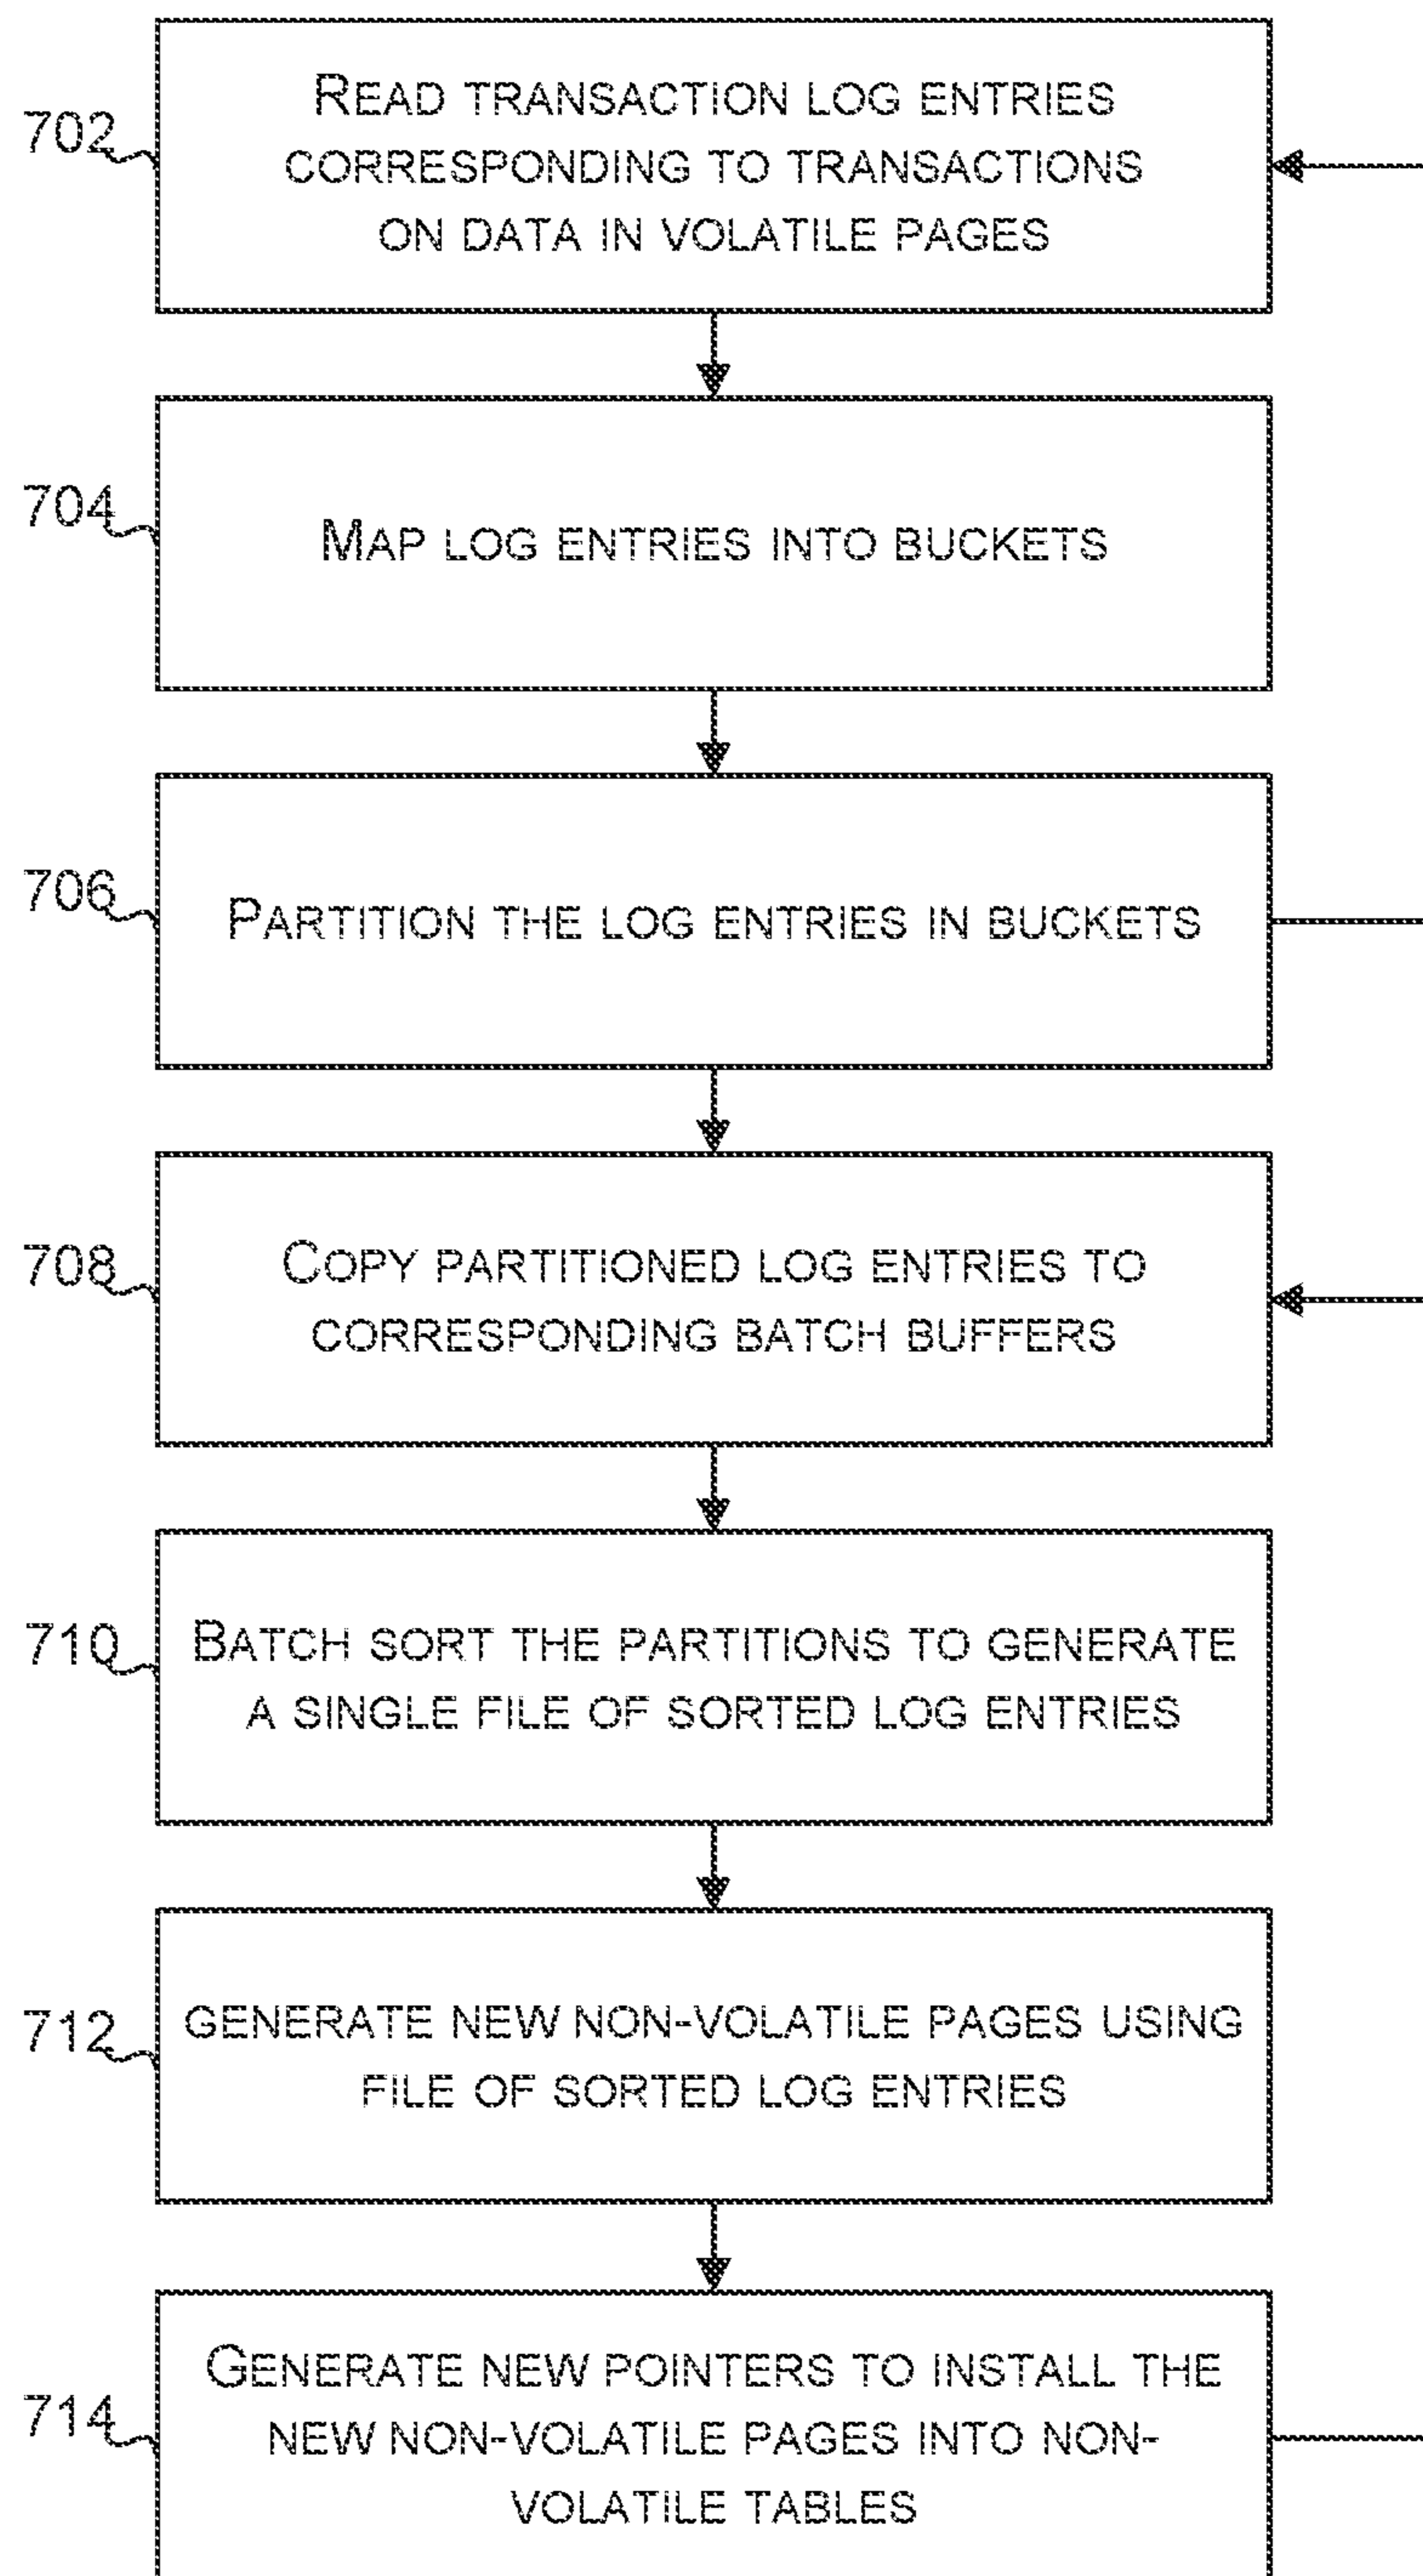 702
READ TRANSACTION LOG ENTRIES
CORRESPONDING TO TRANSACTIONS
ON DATA IN VOLATILE PAGES
704
MAP LOG ENTRIES INTO BUCKETS
706
PARTITION THE LOG ENTRIES IN BUCKETS
708
COPY PARTITIONED LOG ENTRIES TO
CORRESPONDING BATCH BUFFERS
710
BATCH SORT THE PARTITIONS TO GENERATE
A SINGLE FILE OF SORTED LOG ENTRIES
712
GENERATE NEW NON-VOLATILE PAGES USING
FILE OF SORTED LOG ENTRIES
714
GENERATE NEW POINTERS TO INSTALL THE
NEW NON-VOLATILE PAGES INTO NON-
VOLATILE TABLES